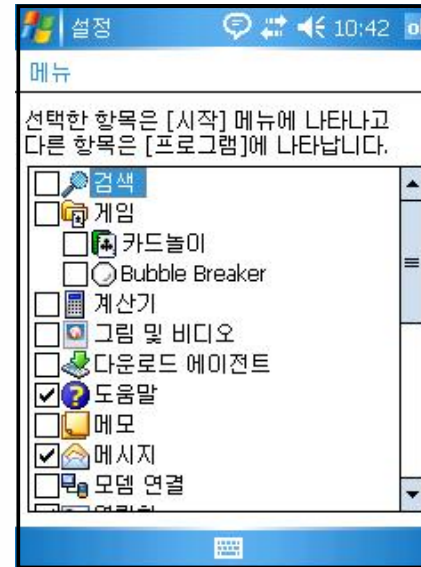 설정 10:42
메뉴
선택한 항목은 [시작] 메뉴에 나타나고
다른 항목은 [프로그램]에 나타납니다.
검색
게임
카드놀이
Bubble Breaker
계산기
그림 및 비디오
다운로드 에이전트
도움말
메모
메시지
모뎀 연결